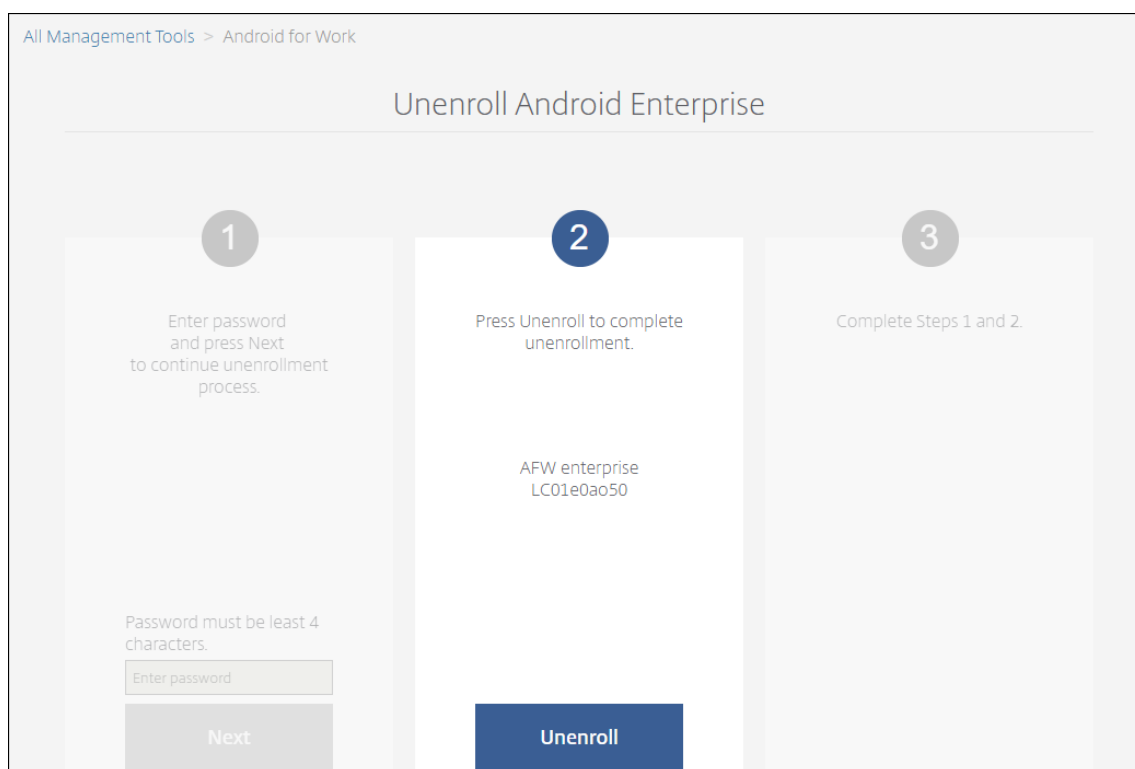 All Management Tools > Android for Work
Unenroll Android Enterprise
1
Enter password
and press Next
to continue unenrollment
process.
Password must be least 4
characters.
Enter password
Next
2
Press Unenroll to complete
unenrollment.
AFW enterprise
LC01e0ao50
Unenroll
3
Complete Steps 1 and 2.